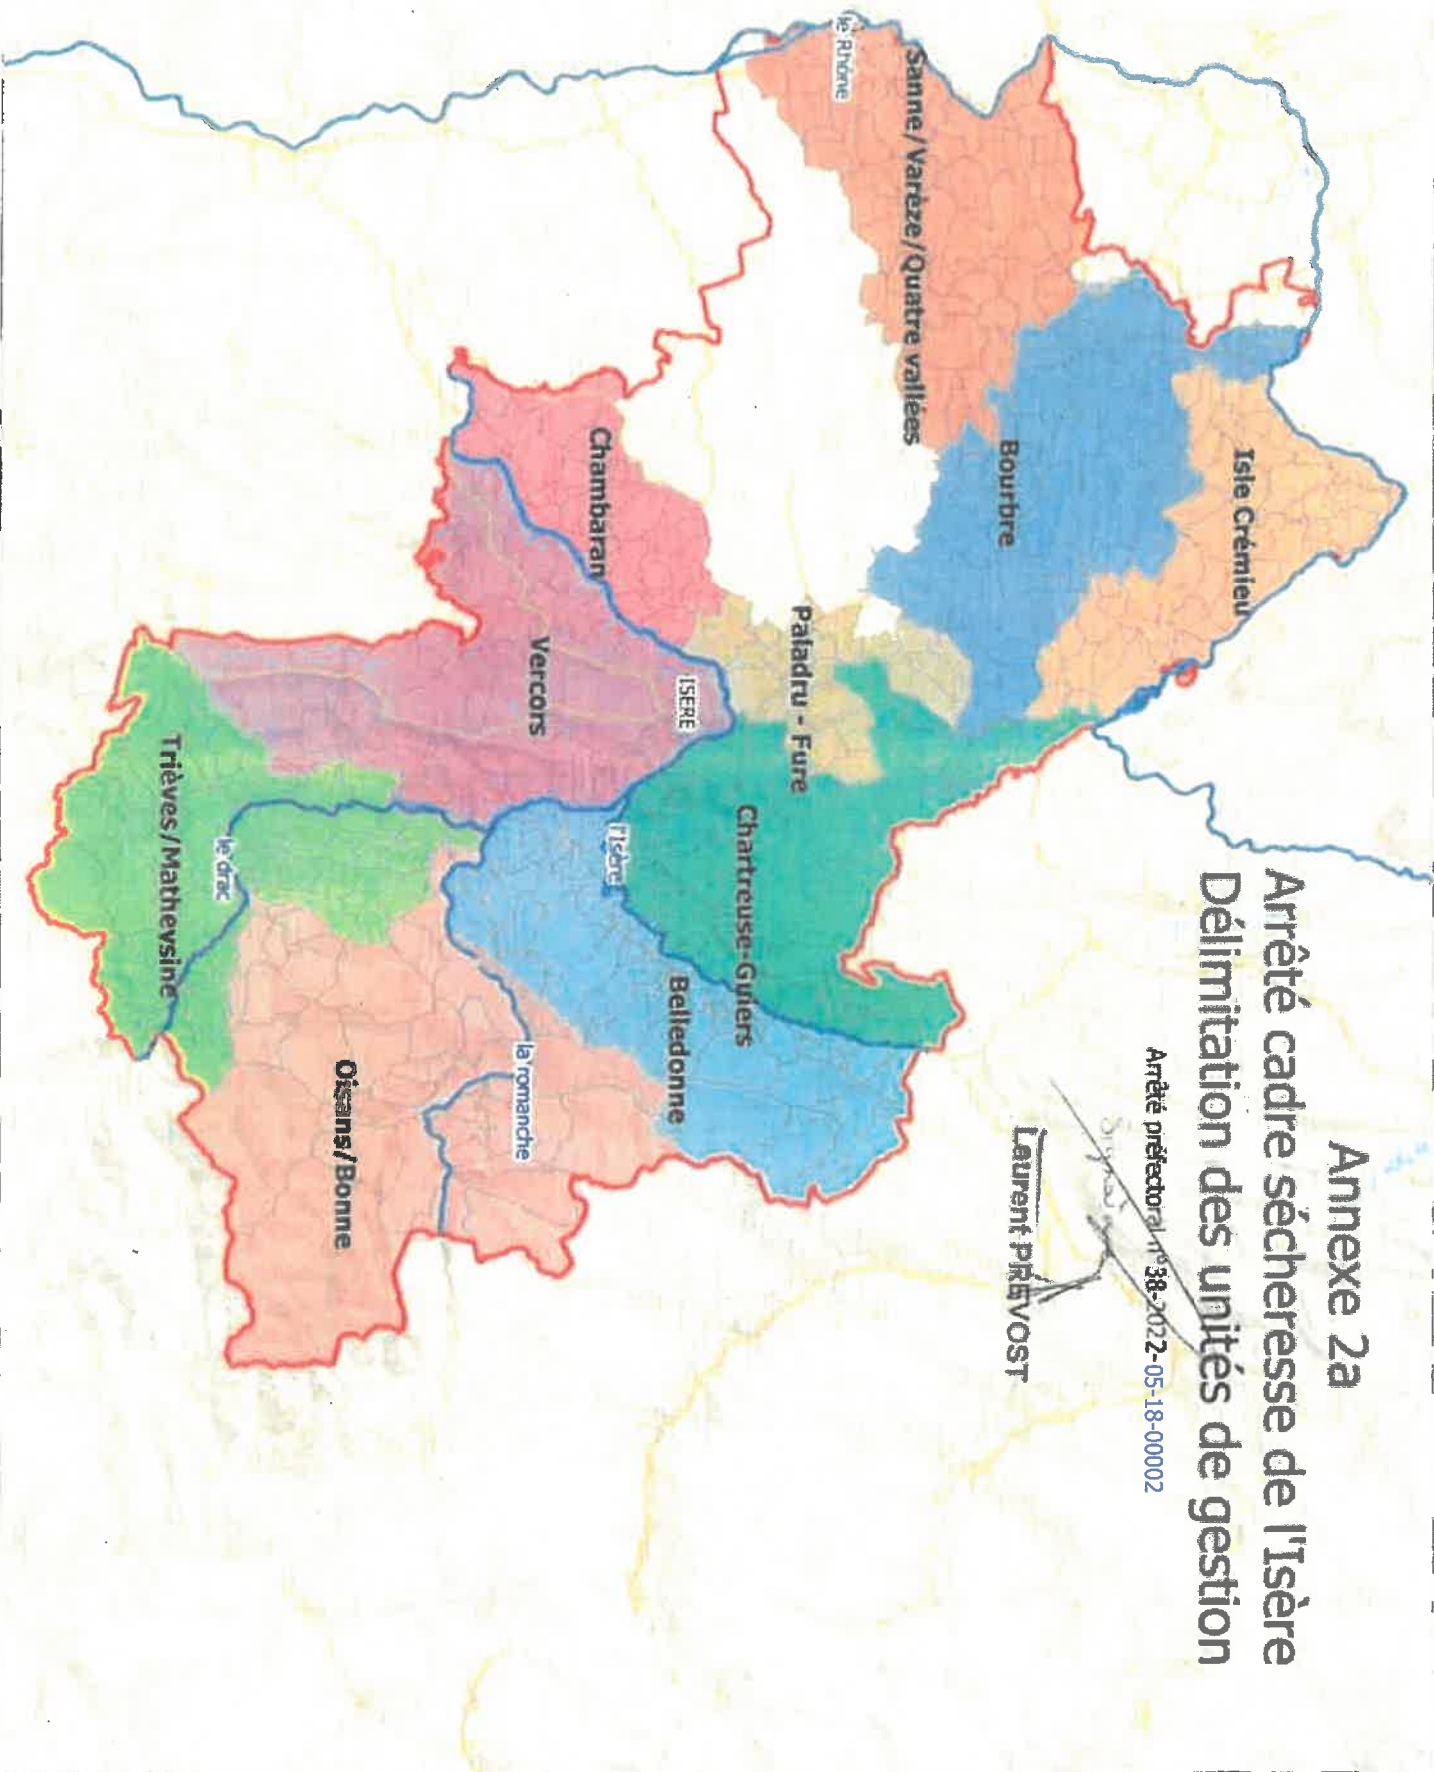 Annexe 2a
Arrêté cadre sécheresse de l'Isère
Délimitation des unités de gestion
Arrêté préfectoral n°38-2022-05-18-00002
Laurent PREVOST
Isle Crémieu
Bourbre
Sanne/Varèze/Quatre vallées
le Rhône
Paladru - Fure
Chartreuse-Guiers
ISERE
Belledonne
l'Isère
Chambaran
Vercors
la romanche
Oisans/Bonne
le drac
Trièves/Matheysine